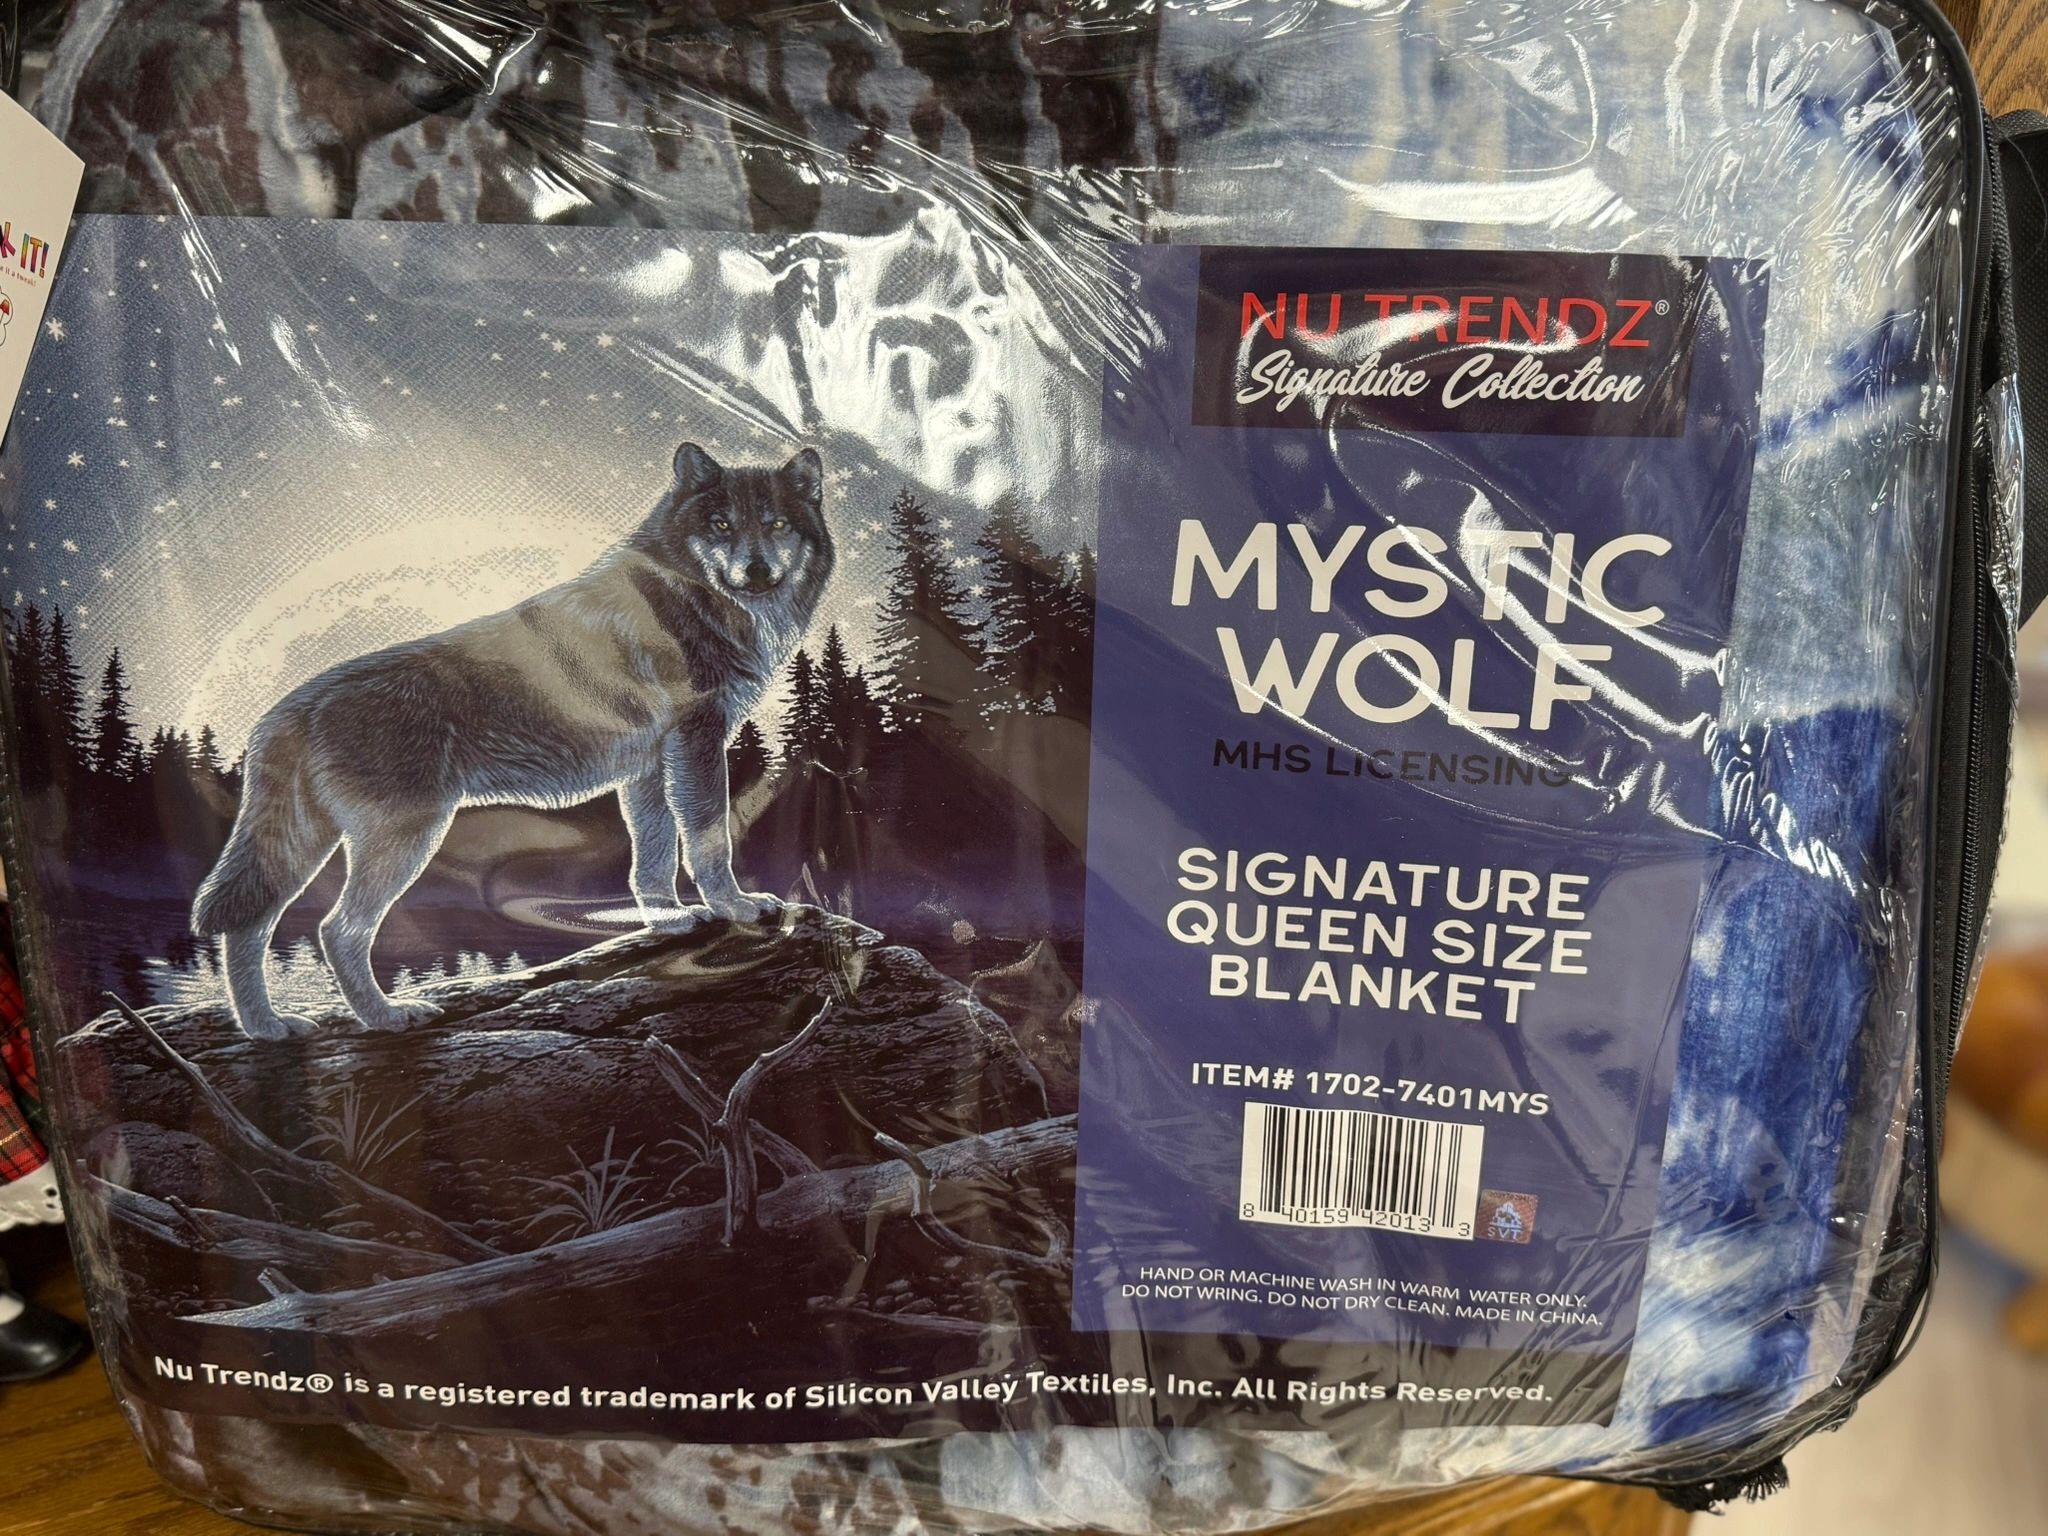 IT!
NU TRENDZ®
Signature Collection
MYSTIC
WOLF
MHS LICENSING
SIGNATURE
QUEEN SIZE
BLANKET
ITEM# 1702-7401MYS
8 40159 42013 3
SVT
HAND OR MACHINE WASH IN WARM WATER ONLY.
DO NOT WRING. DO NOT DRY CLEAN. MADE IN CHINA.
Nu Trendz® is a registered trademark of Silicon Valley Textiles, Inc. All Rights Reserved.